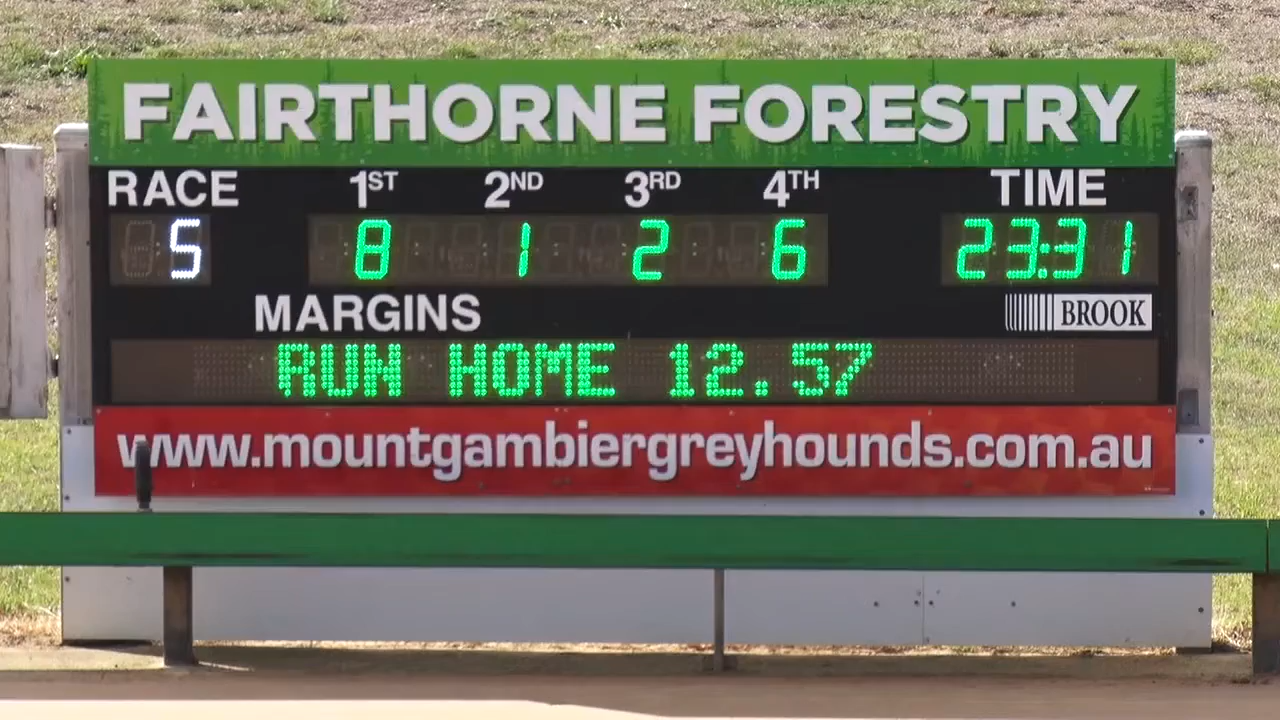 FAIRTHORNE FORESTRY
RACE 1ST 2ND 3RD 4TH TIME
5 8 1 2 6 23:31
MARGINS BROOK
RUN HOME 12.57
www.mountgambiergreyhounds.com.au